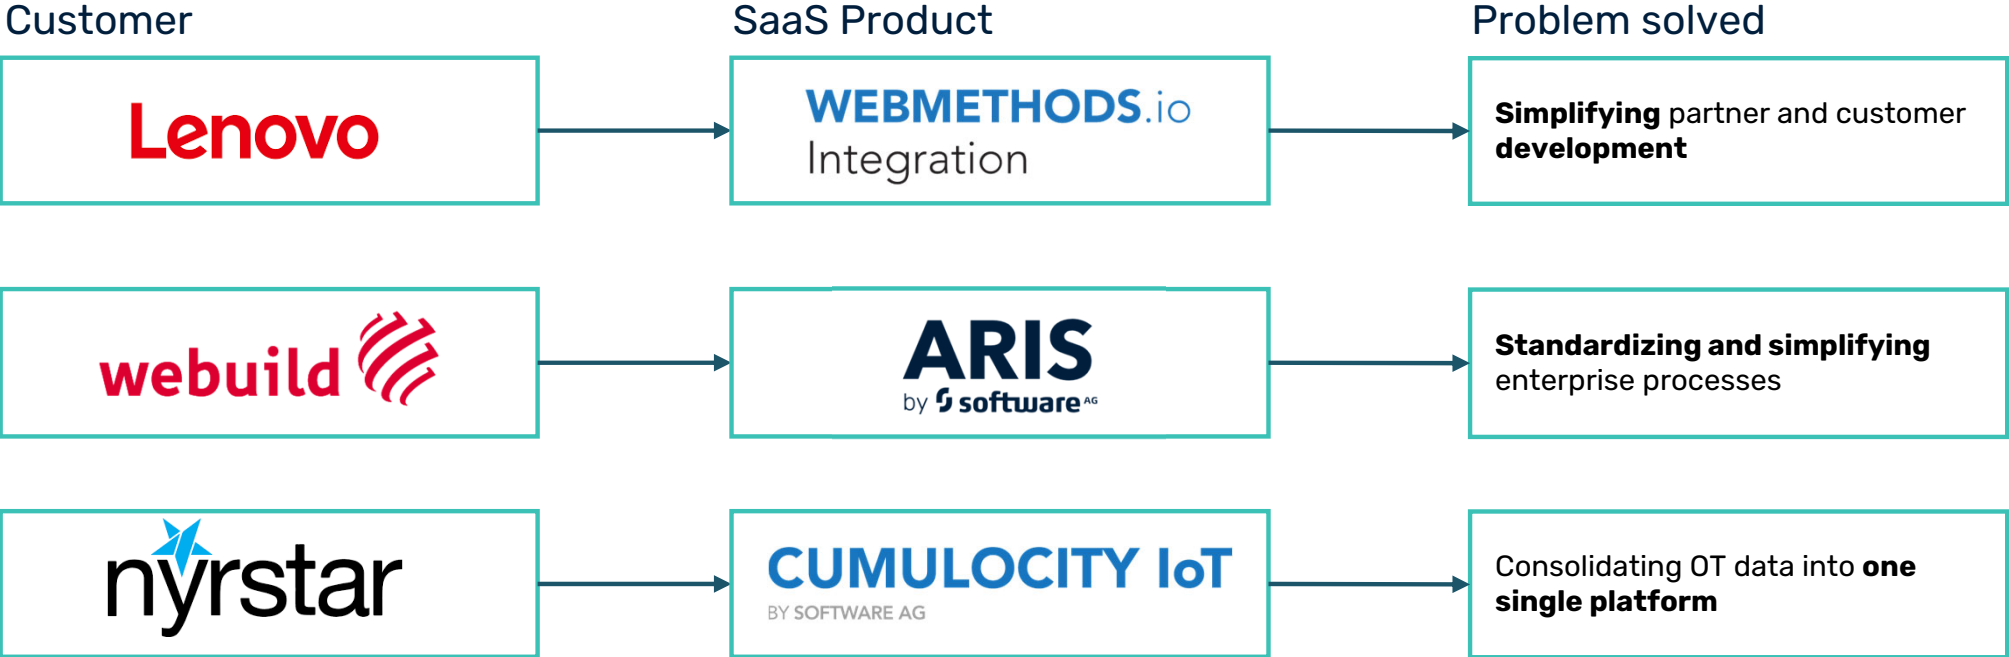 Customer
SaaS Product
Problem solved
Lenovo
WEBMETHODS.io
Integration
Simplifying partner and customer
development
webuild
ARIS
by software AG
Standardizing and simplifying
enterprise processes
nyrstar
CUMULOCITY IoT
BY SOFTWARE AG
Consolidating OT data into one
single platform